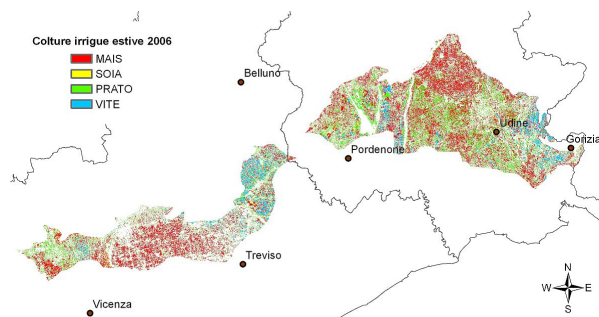 Colture irrigue estive 2006
MAIS
SOIA
PRATO
VITE
Belluno
Udine
Gorizia
Pordenone
Treviso
Vicenza
N
W E
S